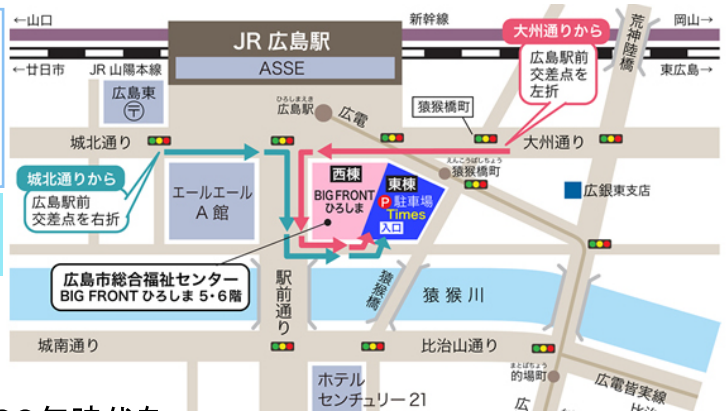 ←山口
新幹線
岡山→
荒神陸橋
←廿日市
JR 山陽本線
東広島→
JR 広島駅
ASSE
広島東
〒
ひろしまえき
広島駅
広電
猿猴橋町
大州通りから
広島駅前
交差点を
左折
城北通り
大州通り
城北通りから
広島駅前
交差点を右折
エールエール
A 館
西棟
BIG FRONT
ひろしま
東棟
P 駐車場
Times
入口
えんこうばしちょう
猿猴橋町
広銀東支店
広島市総合福祉センター
BIG FRONT ひろしま 5・6階
駅前通り
猿猴橋
猿猴川
城南通り
比治山通り
ホテル
センチュリー 21
まとばちょう
的場町
広電皆実線
比
広